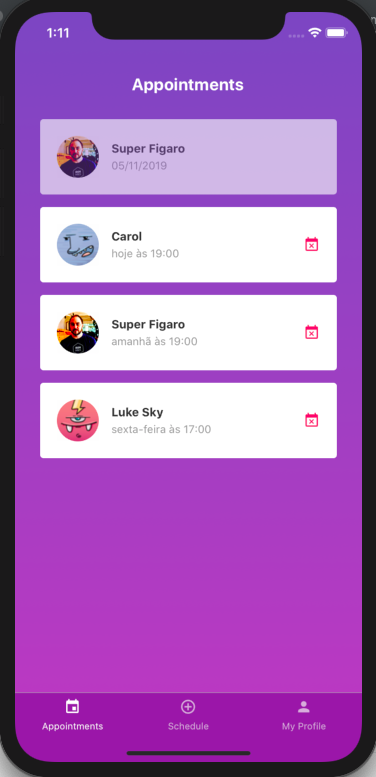 1:11
Appointments
Super Figaro
05/11/2019
Carol
hoje às 19:00
Super Figaro
amanhã às 19:00
Luke Sky
sexta-feira às 17:00
Appointments
Schedule
My Profile